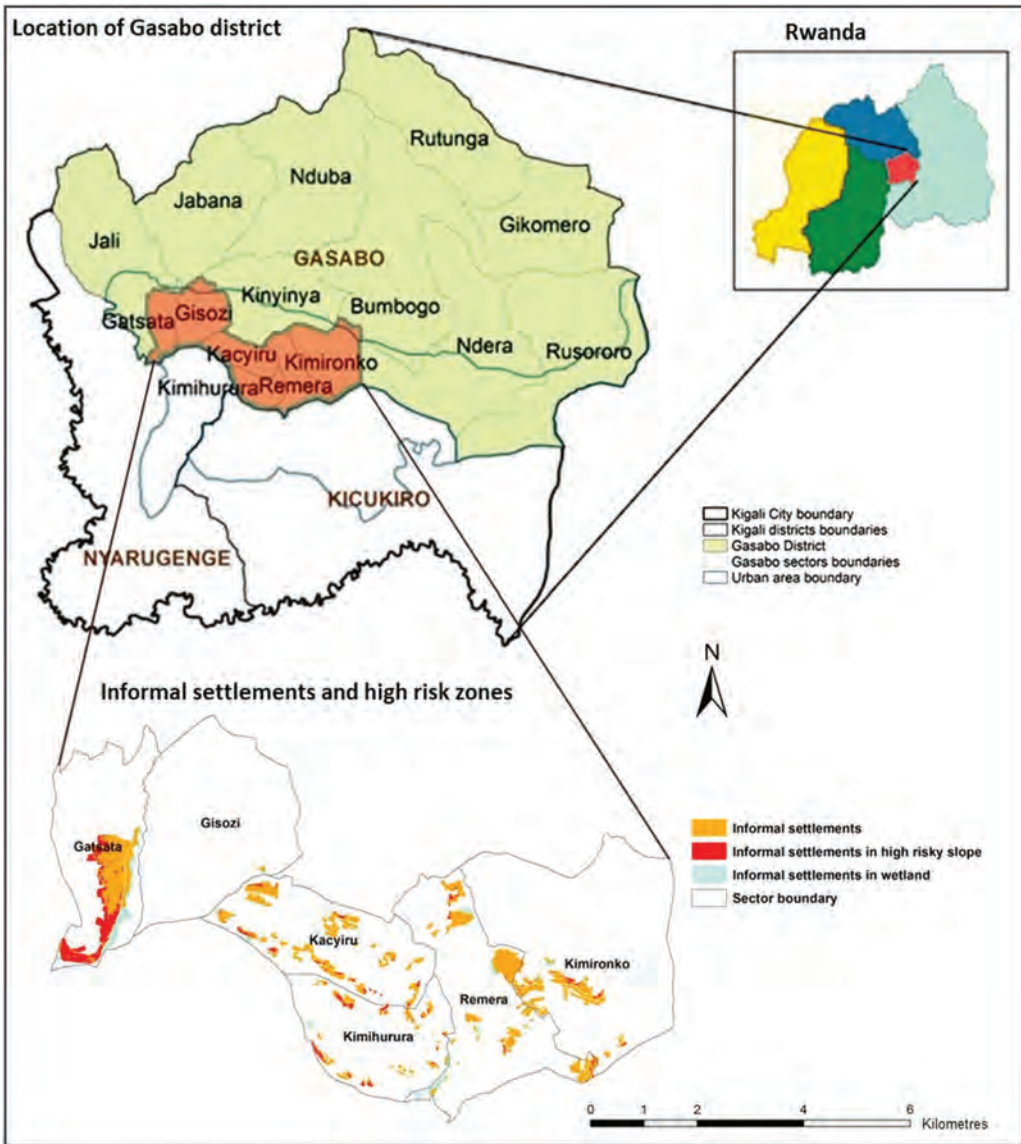 Location of Gasabo district
Rwanda
Rutunga
Nduba
Jabana
Gikomero
Jali
GASABO
Kinyinya
Bumbogo
Gatsata
Gisozi
Ndera
Rusororo
Kacyiru
Kimironko
Kimihurura
Remera
KICUKIRO
NYARUGENGE
Kigali City boundary
Kigali districts boundaries
Gasabo District
Gasabo sectors boundaries
Urban area boundary
N
Informal settlements and high risk zones
Gisozi
Gatsata
Kacyiru
Kimironko
Remera
Kimihurura
Informal settlements
Informal settlements in high risky slope
Informal settlements in wetland
Sector boundary
0 1 2 4 6
Kilometres